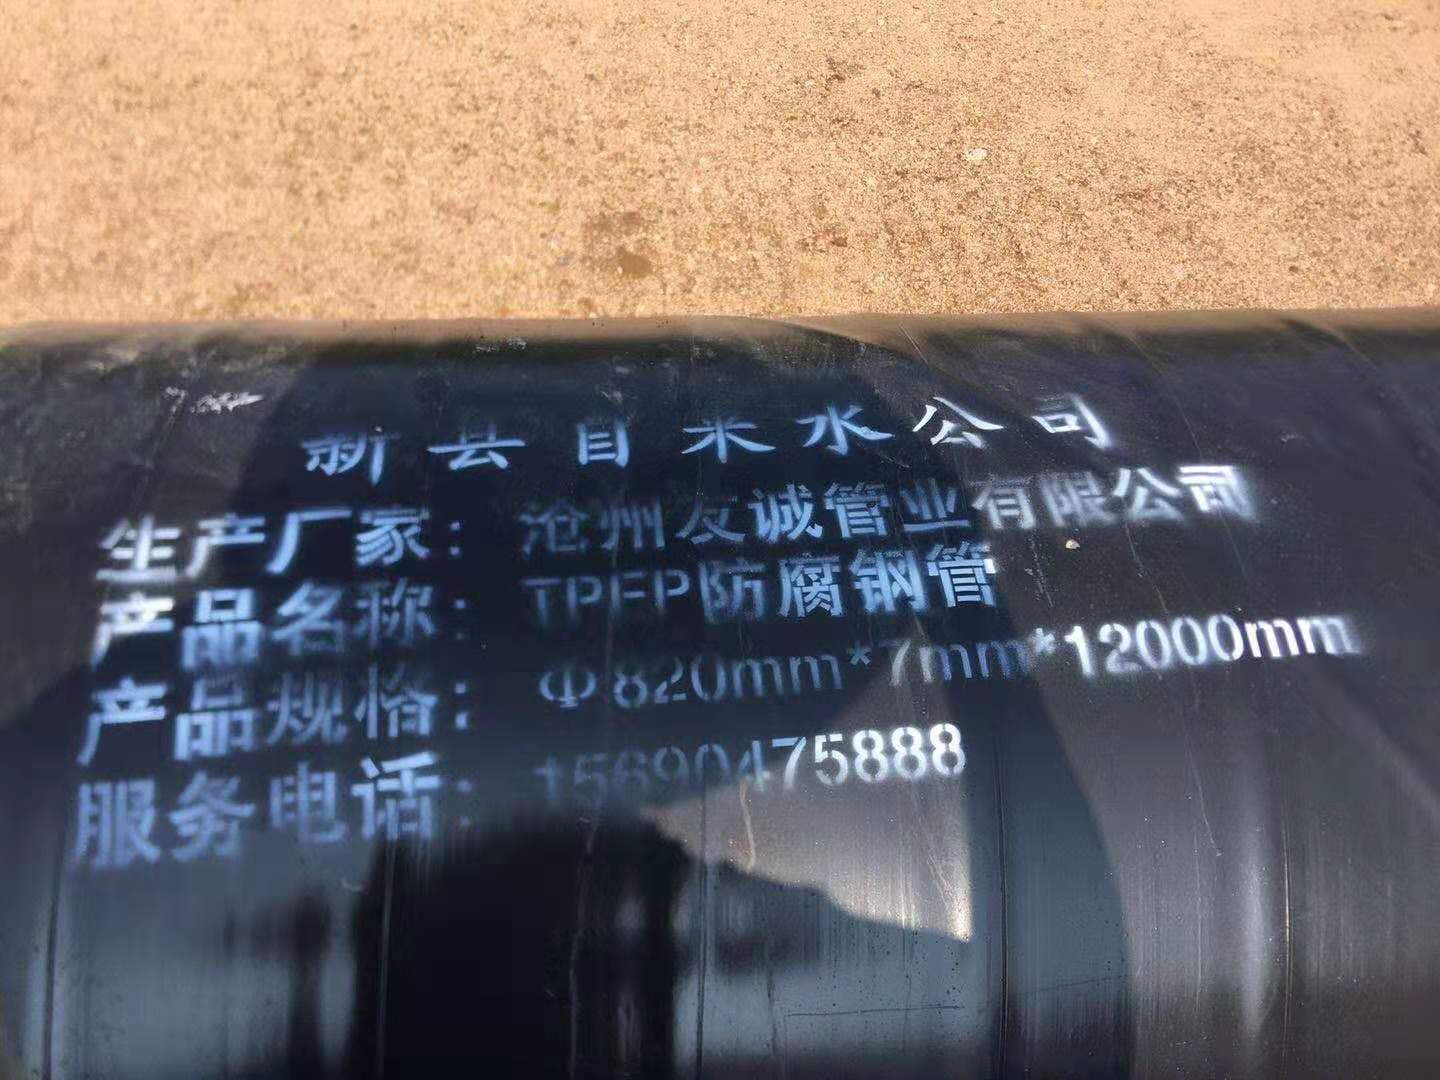 新县自来水公司
生产厂家：沧州友诚管业有限公司
产品名称：TPEP防腐钢管
产品规格：Φ820mm*7mm*12000mm
服务电话：15690475888